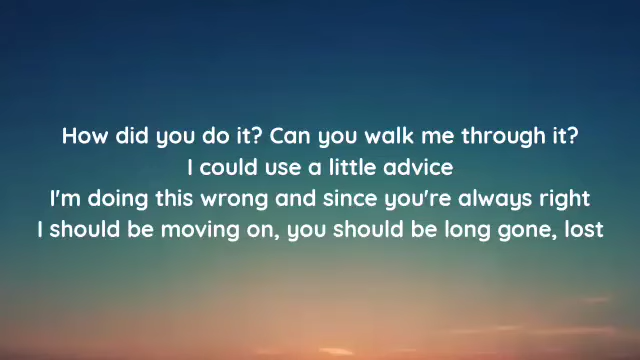 How did you do it? Can you walk me through it?
I could use a little advice
I'm doing this wrong and since you're always right
I should be moving on, you should be long gone, lost